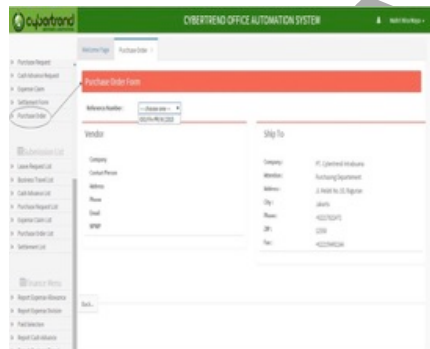 cybertrend
CYBERTREND OFFICE AUTOMATION SYSTEM
Welcome Page
Purchase Order
Purchase Request
Cash Advance Request
Expense Claim
Settlement Form
Purchase Order
Submission List
Leave Request List
Business Travel List
Cash Advance List
Purchase Request List
Expense Claim List
Purchase Order List
Settlement List
Finance Menu
Report Expense Allowance
Report Expense Division
Paid Selection
Report Cash Advance
Purchase Order Form
Reference Number :
-- choose one --
Vendor
Company
Contact Person
Address
Phone
Email
NPWP
Ship To
Company :
PT. Cybertrend Intrabuana
Attention :
Purchasing Department
Address :
City :
Jakarta
Phone :
ZIP :
Fax :
Back..